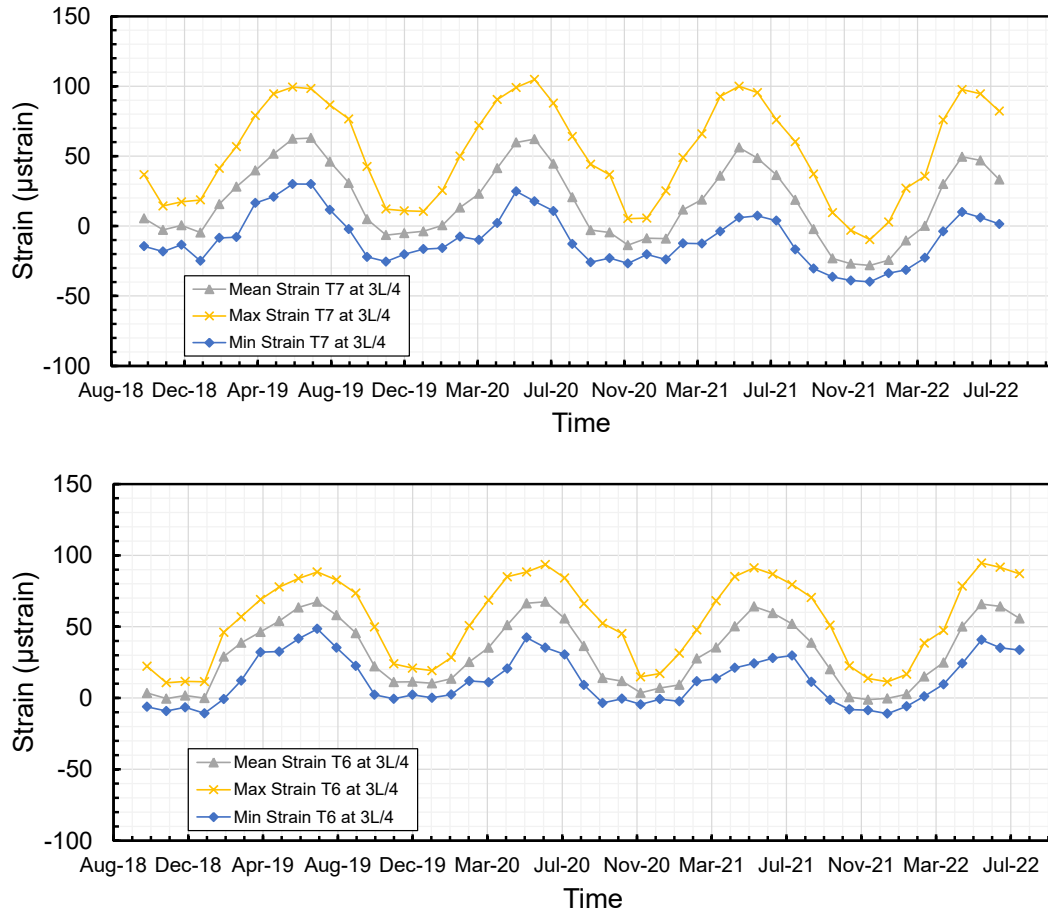 150
100
50
0
-50
-100
Strain (μstrain)
Mean Strain T7 at 3L/4
Max Strain T7 at 3L/4
Min Strain T7 at 3L/4
Aug-18 Dec-18 Apr-19 Aug-19 Dec-19 Mar-20 Jul-20 Nov-20 Mar-21 Jul-21 Nov-21 Mar-22 Jul-22
Time
150
100
50
0
-50
-100
Strain (μstrain)
Mean Strain T6 at 3L/4
Max Strain T6 at 3L/4
Min Strain T6 at 3L/4
Aug-18 Dec-18 Apr-19 Aug-19 Dec-19 Mar-20 Jul-20 Nov-20 Mar-21 Jul-21 Nov-21 Mar-22 Jul-22
Time